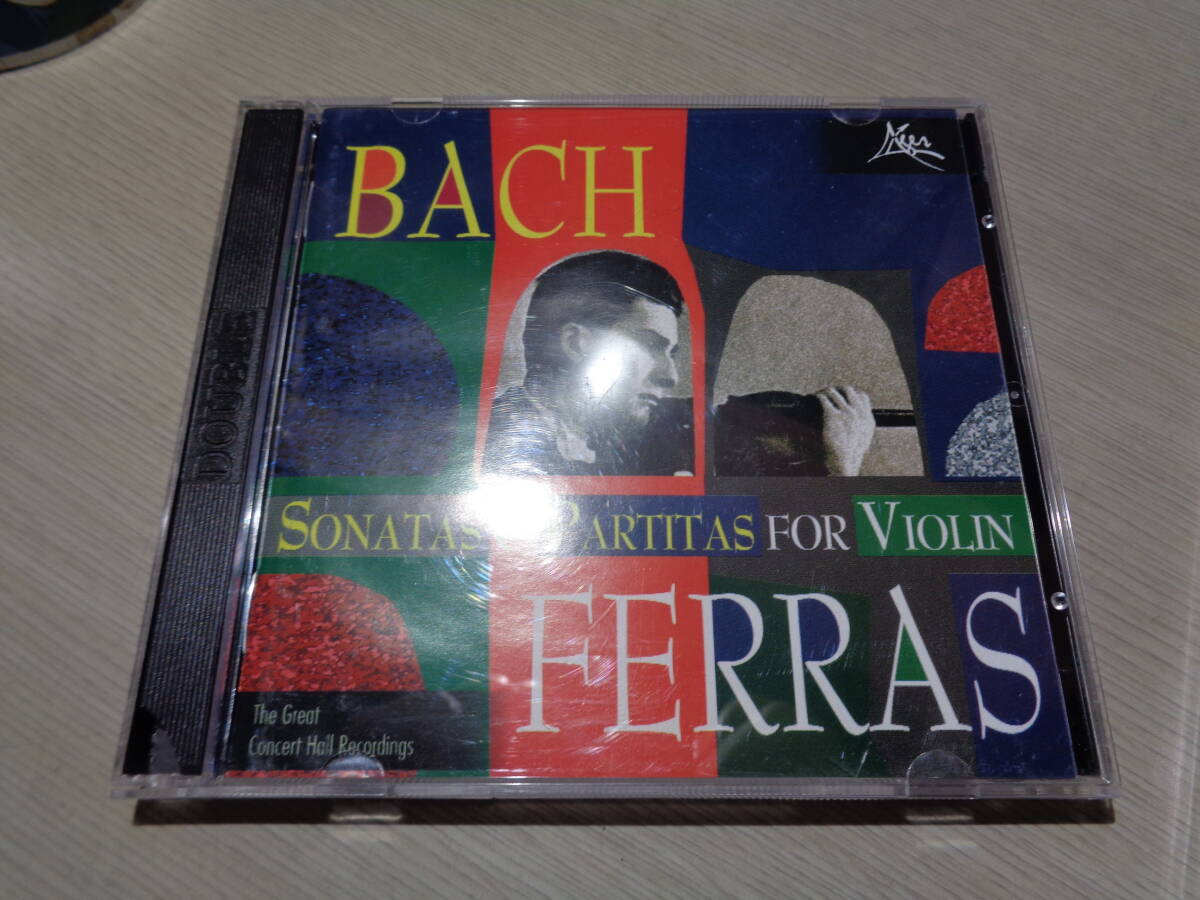 BACH
SONATAS PARTITAS FOR VIOLIN
FERRAS
The Great
Concert Hall Recordings
DOUBLE